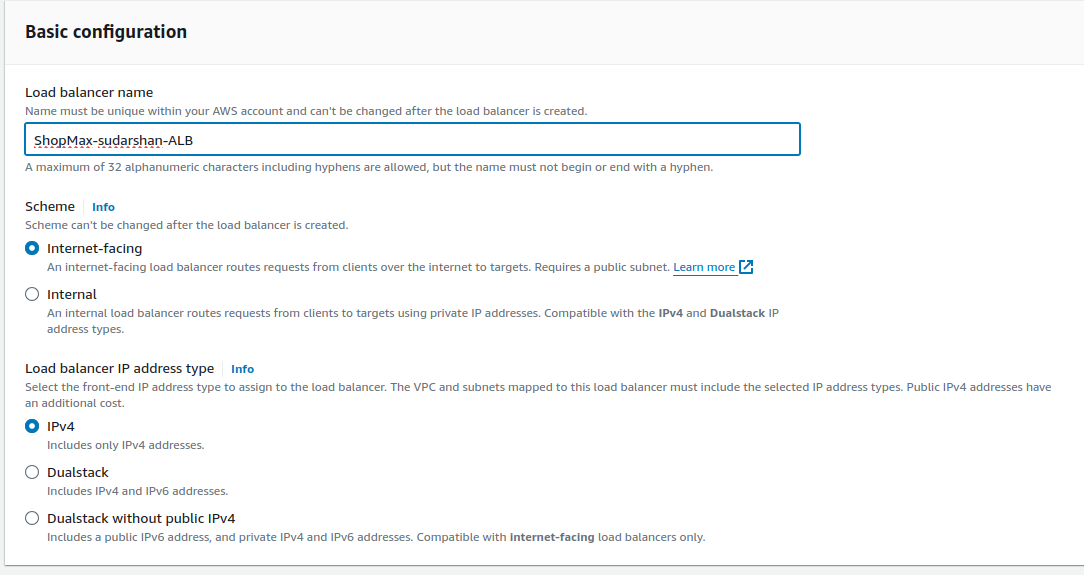 Basic configuration
Load balancer name
Name must be unique within your AWS account and can't be changed after the load balancer is created.
ShopMax-sudarshan-ALB
A maximum of 32 alphanumeric characters including hyphens are allowed, but the name must not begin or end with a hyphen.
Scheme Info
Scheme can't be changed after the load balancer is created.
Internet-facing
An internet-facing load balancer routes requests from clients over the internet to targets. Requires a public subnet. Learn more
Internal
An internal load balancer routes requests from clients to targets using private IP addresses. Compatible with the IPv4 and Dualstack IP
address types.
Load balancer IP address type Info
Select the front-end IP address type to assign to the load balancer. The VPC and subnets mapped to this load balancer must include the selected IP address types. Public IPv4 addresses have
an additional cost.
IPv4
Includes only IPv4 addresses.
Dualstack
Includes IPv4 and IPv6 addresses.
Dualstack without public IPv4
Includes a public IPv6 address, and private IPv4 and IPv6 addresses. Compatible with internet-facing load balancers only.